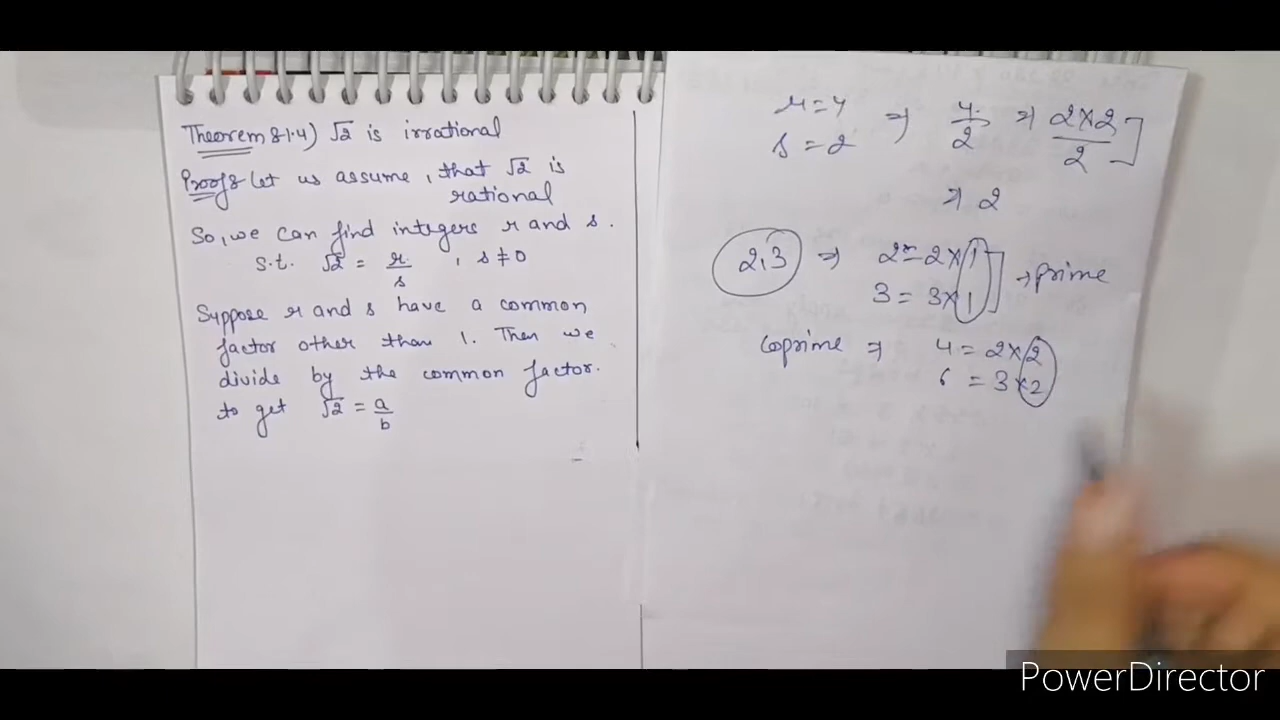 Theorem 1.4) √2 is irrational
Proof: Let us assume, that √2 is
rational
So, we can find integers r and s.
s.t. √2 = r/s , s ≠ 0
Suppose r and s have a common
factor other than 1. Then we
divide by the common factor.
to get √2 = a/b
r = 4
s = 2 ⇒ 4/2 ⇒ 2×2/2]
⇒ 2
2,3 ⇒ 2 = 2×1
3 = 3×1 ] → prime
Coprime ⇒ 4 = 2×2
6 = 3×2
PowerDirector